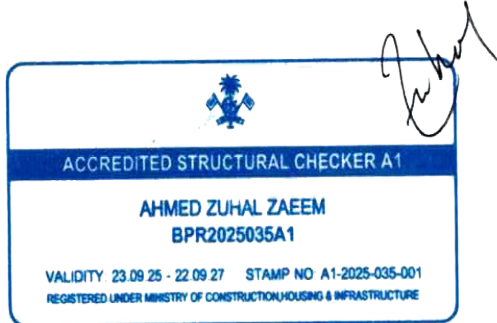 ACCREDITED STRUCTURAL CHECKER A1
AHMED ZUHAL ZAEEM
BPR2025035A1
VALIDITY: 23.09.25 - 22.09.27 STAMP NO: A1-2025-035-001
REGISTERED UNDER MINISTRY OF CONSTRUCTION,HOUSING & INFRASTRUCTURE